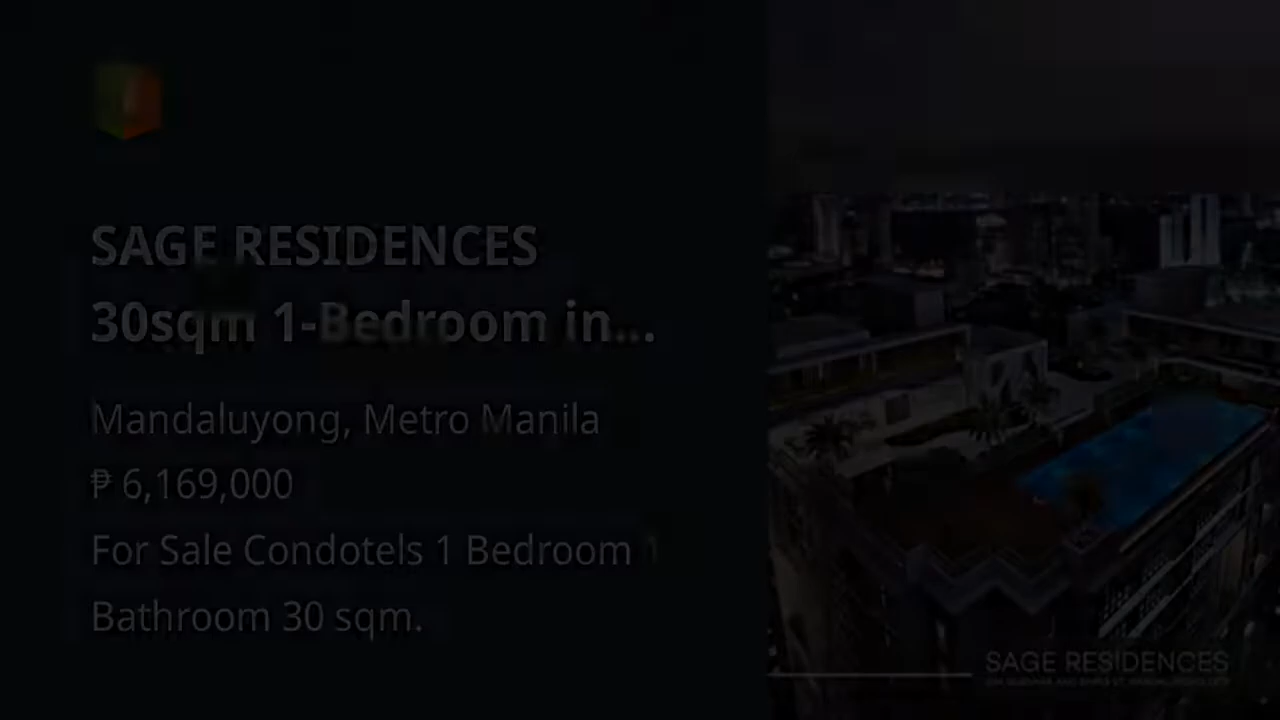 SAGE RESIDENCES
30sqm 1-Bedroom in...
Mandaluyong, Metro Manila
₱ 6,169,000
For Sale Condotels 1 Bedroom 1
Bathroom 30 sqm.
SAGE RESIDENCES